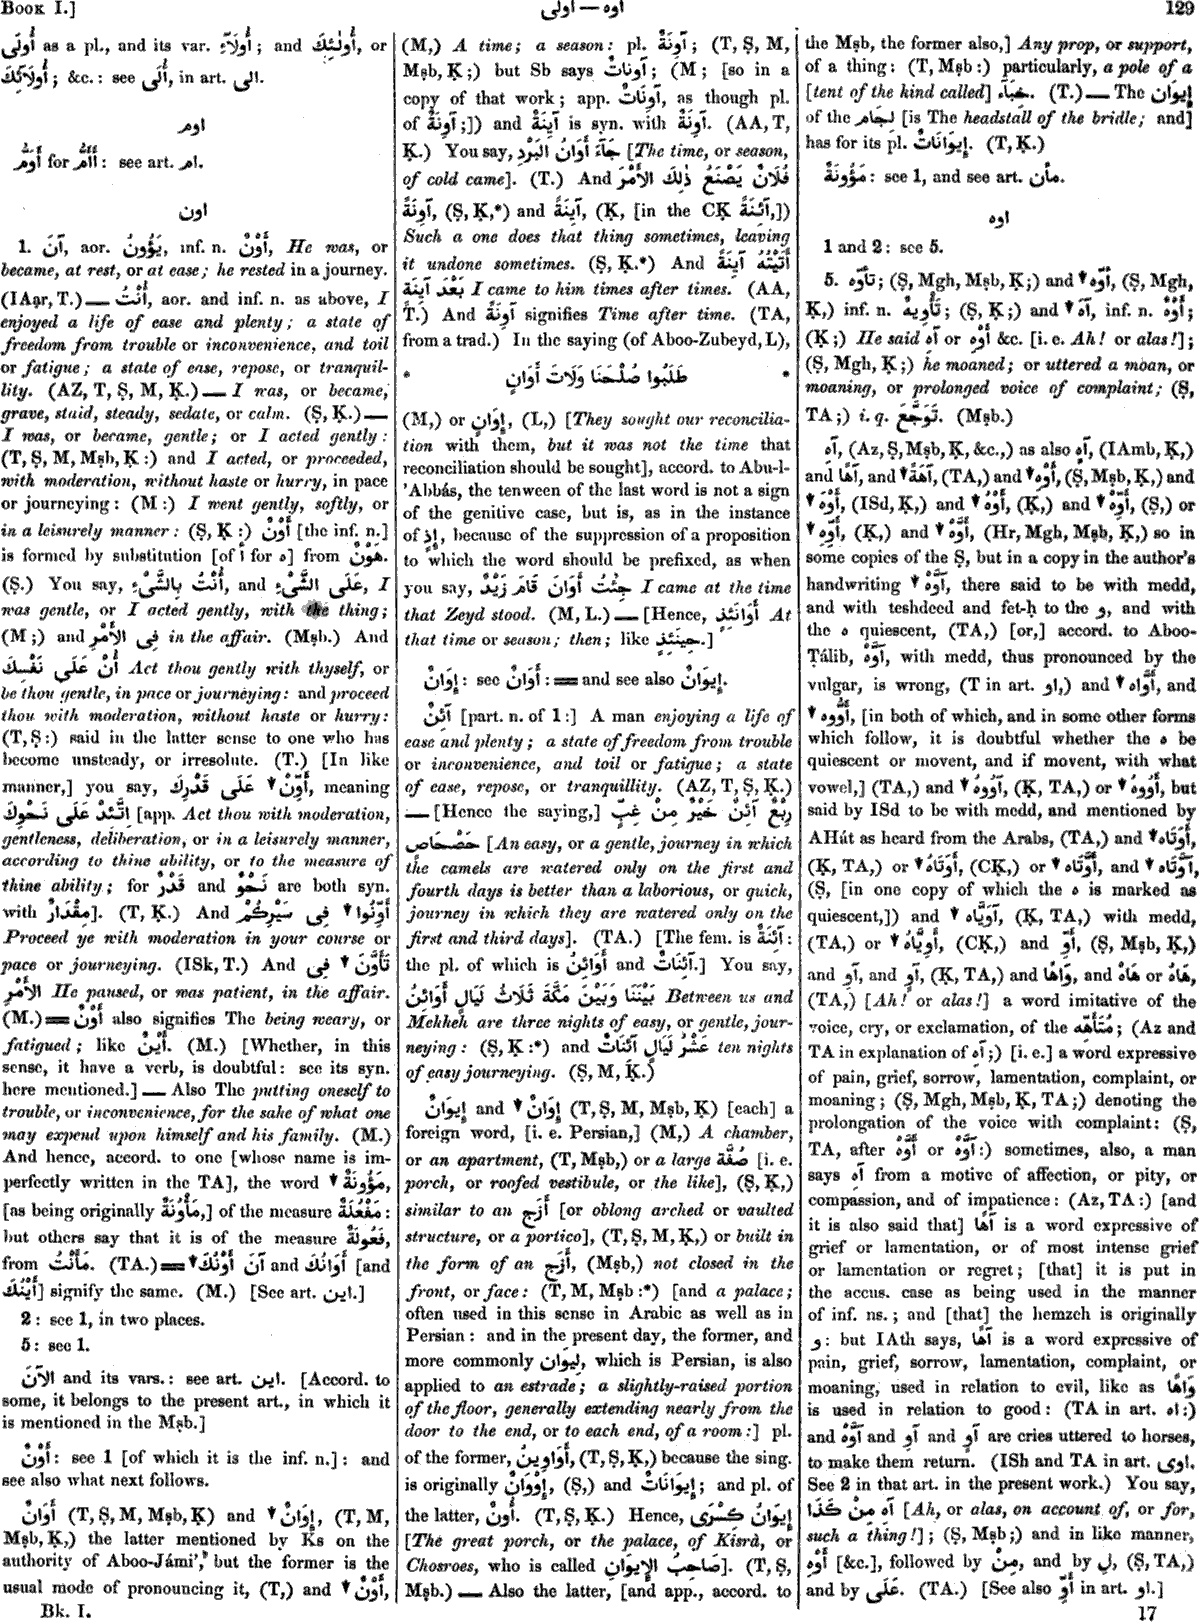 BOOK I.]
اوه — اولى
129
أُولَى as a pl., and its var. أُولَآءِ; and أُولٰئِكَ, or
أُولَآئِكَ; &c.: see أُلَى, in art. الى.
اوم
أُوَمُّ for أَأَمُّ: see art. ام.
اون
1. آنَ, aor. يَؤُونُ, inf. n. أَوْنٌ, He was, or
became, at rest, or at ease; he rested in a journey.
(IAạr, T.) — أُنْتُ, aor. and inf. n. as above, I
enjoyed a life of ease and plenty; a state of
freedom from trouble or inconvenience, and toil
or fatigue; a state of ease, repose, or tranquil-
lity. (AZ, T, Ṣ, M, Ḳ.) — I was, or became,
grave, staid, steady, sedate, or calm. (Ṣ, Ḳ.) —
I was, or became, gentle; or I acted gently:
(T, Ṣ, M, Mṣb, Ḳ:) and I acted, or proceeded,
with moderation, without haste or hurry, in pace
or journeying: (M:) I went gently, softly, or
in a leisurely manner: (Ṣ, Ḳ:) أَوْنٌ [the inf. n.]
is formed by substitution [of أ for ه] from هَوْنٌ.
(Ṣ.) You say, أُنْتُ بِالشَّىْءِ, and عَلَى الشَّىْءِ, I
was gentle, or I acted gently, with the thing;
(M;) and فِى الأَمْرِ in the affair. (Mṣb.) And
أُنْ عَلَى نَفْسِكَ Act thou gently with thyself, or
be thou gentle, in pace or journeying: and proceed
thou with moderation, without haste or hurry:
(T, Ṣ:) said in the latter sense to one who has
become unsteady, or irresolute. (T.) [In like
manner,] you say, أَوِّنْ ▼ عَلَى قَدْرِكَ, meaning
اِتَّئِدْ عَلَى نَحْوِكَ [app. Act thou with moderation,
gentleness, deliberation, or in a leisurely manner,
according to thine ability, or to the measure of
thine ability; for قَدْرٌ and نَحْوٌ are both syn.
with مِقْدَارٌ]. (T, Ḳ.) And أَوِّنُوا ▼ فِى سَيْرِكُمْ
Proceed ye with moderation in your course or
pace or journeying. (ISk, T.) And تَأَوَّنَ ▼ فِى
الأَمْرِ He paused, or was patient, in the affair.
(M.) = أَوْنٌ also signifies The being weary, or
fatigued; like أَيْنٌ. (M.) [Whether, in this
sense, it have a verb, is doubtful: see its syn.
here mentioned.] — Also The putting oneself to
trouble, or inconvenience, for the sake of what one
may expend upon himself and his family. (M.)
And hence, accord. to one [whose name is im-
perfectly written in the TA], the word ▼ مَؤُونَةٌ,
[as being originally مَأْوُنَةٌ,] of the measure مَفْعُلَةٌ:
but others say that it is of the measure فَعُولَةٌ,
from مَأَنْتُ. (TA.) = آنَ أَوْنُكَ ▼ and أَوَانُكَ [and
أَيْنُكَ] signify the same. (M.) [See art. اين.]
2: see 1, in two places.
5: see 1.
الآنَ and its vars.: see art. اين. [Accord. to
some, it belongs to the present art., in which it
is mentioned in the Mṣb.]
أَوْنٌ: see 1 [of which it is the inf. n.]: and
see also what next follows.
أَوَانٌ (T, Ṣ, M, Mṣb, Ḳ) and ▼ إِوَانٌ, (T, M,
Mṣb, Ḳ,) the latter mentioned by Ks on the
authority of Aboo-Jámi', but the former is the
usual mode of pronouncing it, (T,) and ▼ أَوْنٌ,
Bk. I.
(M,) A time; a season: pl. آوِنَةٌ; (T, Ṣ, M,
Mṣb, Ḳ;) but Sb says آوِنَاتٌ; (M; [so in a
copy of that work; app. آوِنَاتٌ, as though pl.
of آوِنَةٌ;]) and آيِنَةٌ is syn. with آوِنَةٌ. (AA, T,
Ḳ.) You say, جَآءَ أَوَانُ البَرْدِ [The time, or season,
of cold came]. (T.) And فُلَانٌ يَصْنَعُ ذٰلِكَ الأَمْرَ
آوِنَةً, (Ṣ, Ḳ,*) and آيِنَةً, (Ḳ, [in the CḲ آئِنَةً,])
Such a one does that thing sometimes, leaving
it undone sometimes. (Ṣ, Ḳ.*) And أَتَيْتُهُ آيِنَةً
بَعْدَ آيِنَةٍ I came to him times after times. (AA,
T.) And آوِنَةً signifies Time after time. (TA,
from a trad.) In the saying (of Aboo-Zubeyd, L),
* طَلَبُوا صُلْحَنَا وَلَاتَ أَوَانٍ *
(M,) or إِوَانٍ, (L,) [They sought our reconcilia-
tion with them, but it was not the time that
reconciliation should be sought], accord. to Abu-l-
'Abbás, the tenween of the last word is not a sign
of the genitive case, but is, as in the instance
of إِذٍ, because of the suppression of a proposition
to which the word should be prefixed, as when
you say, جِئْتُ أَوَانَ قَامَ زَيْدٌ I came at the time
that Zeyd stood. (M, L.) — [Hence, أَوَانَئِذٍ At
that time or season; then; like حِينَئِذٍ.]
إِوَانٌ: see أَوَانٌ: = and see also إِيوَانٌ.
آئِنٌ [part. n. of 1:] A man enjoying a life of
ease and plenty; a state of freedom from trouble
or inconvenience, and toil or fatigue; a state
of ease, repose, or tranquillity. (AZ, T, Ṣ, Ḳ.)
— [Hence the saying,] رِبْعٌ آئِنٌ خَيْرٌ مِنْ غِبٍّ
حَصْحَاصٍ [An easy, or a gentle, journey in which
the camels are watered only on the first and
fourth days is better than a laborious, or quick,
journey in which they are watered only on the
first and third days]. (TA.) [The fem. is آئِنَةٌ:
the pl. of which is أَوَائِنُ and آئِنَاتٌ.] You say,
بَيْنَنَا وَبَيْنَ مَكَّةَ ثَلَاثُ لَيَالٍ أَوَائِنُ Between us and
Mekkeh are three nights of easy, or gentle, jour-
neying: (Ṣ, Ḳ:*) and عَشْرُ لَيَالٍ آئِنَاتٌ ten nights
of easy journeying. (Ṣ, M, Ḳ.)
إِيوَانٌ and ▼ إِوَانٌ (T, Ṣ, M, Mṣb, Ḳ) [each] a
foreign word, [i. e. Persian,] (M,) A chamber,
or an apartment, (T, Mṣb,) or a large صُفَّة [i. e.
porch, or roofed vestibule, or the like], (Ṣ, Ḳ,)
similar to an أَزَج [or oblong arched or vaulted
structure, or a portico], (T, Ṣ, M, Ḳ,) or built in
the form of an أَزَج, (Mṣb,) not closed in the
front, or face: (T, M, Mṣb:*) [and a palace;
often used in this sense in Arabic as well as in
Persian: and in the present day, the former, and
more commonly لِيوَان, which is Persian, is also
applied to an estrade; a slightly-raised portion
of the floor, generally extending nearly from the
door to the end, or to each end, of a room:] pl.
of the former, أَوَاوِينُ, (T, Ṣ, Ḳ,) because the sing.
is originally إِوْوَانٌ, (Ṣ,) and إِيوَانَاتٌ; and pl. of
the latter, أُونٌ. (T, Ṣ, Ḳ.) Hence, إِيوَانُ كِسْرَى
[The great porch, or the palace, of Kisrà, or
Chosroes, who is called صَاحِبُ الإِيوَانِ]. (T, Ṣ,
Mṣb.) — Also the latter, [and app., accord. to
the Mṣb, the former also,] Any prop, or support,
of a thing: (T, Mṣb:) particularly, a pole of a
[tent of the kind called] خِبَآء. (T.) — The إِيوَان
of the لِجَام [is The headstall of the bridle; and]
has for its pl. إِيوَانَاتٌ. (T, Ḳ.)
مَؤُونَةٌ: see 1, and see art. مأن.
اوه
1 and 2: see 5.
5. تأوّه; (Ṣ, Mgh, Mṣb, Ḳ;) and ▼ أوّه, (Ṣ, Mgh,
Ḳ,) inf. n. تَأْوِيهٌ; (Ṣ, Ḳ;) and ▼ آهَ, inf. n. أَوْهٌ;
(Ḳ;) He said آه or أَوْهِ &c. [i. e. Ah! or alas!];
(Ṣ, Mgh, Ḳ;) he moaned; or uttered a moan, or
moaning, or prolonged voice of complaint; (Ṣ,
TA;) i. q. تَوَجَّعَ. (Mṣb.)
آهِ, (Az, Ṣ, Mṣb, Ḳ, &c.,) as also آهٍ, (IAmb, Ḳ,)
and آهًا, and ▼ آهَةً, (TA,) and ▼ أَوْهِ, (Ṣ, Mṣb, Ḳ,) and
▼ أَوْهَ, (ISd, Ḳ,) and ▼ أَوْهُ, (Ḳ,) and ▼ أَوِّهْ, (Ṣ,) or
▼ أَوِّهِ, (Ḳ,) and ▼ أَوَّهْ, (Hr, Mgh, Mṣb, Ḳ,) so in
some copies of the Ṣ, but in a copy in the author's
handwriting ▼ آوَّهْ, there said to be with medd,
and with teshdeed and fet-ḥ to the و, and with
the ه quiescent, (TA,) [or,] accord. to Aboo-
Ṭálib, آوَّهْ, with medd, thus pronounced by the
vulgar, is wrong, (T in art. او,) and ▼ أَوَاه, and
▼ أَوُّوه, [in both of which, and in some other forms
which follow, it is doubtful whether the ه be
quiescent or movent, and if movent, with what
vowel,] (TA,) and ▼ آوُوهُ, (Ḳ, TA,) or ▼ أَوُوهُ, but
said by ISd to be with medd, and mentioned by
AḤát as heard from the Arabs, (TA,) and ▼ أَوَتَاه,
(Ḳ, TA,) or ▼ أَوَتَاهُ, (CḲ,) or ▼ أَوَّتَاه, and ▼ آوَّتَاه,
(Ṣ, [in one copy of which the ه is marked as
quiescent,]) and ▼ آوِيَّاه, (Ḳ, TA,) with medd,
(TA,) or ▼ أَوِيَّاهُ, (CḲ,) and أَوِّ, (Ṣ, Mṣb, Ḳ,)
and آوِ, and آوٍ, (Ḳ, TA,) and وَاهًا, and هَاهْ or هَاهُ,
(TA,) [Ah! or alas!] a word imitative of the
voice, cry, or exclamation, of the مُتَأَهِّه; (Az and
TA in explanation of آه;) [i. e.] a word expressive
of pain, grief, sorrow, lamentation, complaint, or
moaning; (Ṣ, Mgh, Mṣb, Ḳ, TA;) denoting the
prolongation of the voice with complaint: (Ṣ,
TA, after أَوَّهْ or آوَّهْ:) sometimes, also, a man
says آه from a motive of affection, or pity, or
compassion, and of impatience: (Az, TA:) [and
it is also said that] آهًا is a word expressive of
grief or lamentation, or of most intense grief
or lamentation or regret; [that] it is put in
the accus. case as being used in the manner
of inf. ns.; and [that] the hemzeh is originally
و: but IAth says, آهًا is a word expressive of
pain, grief, sorrow, lamentation, complaint, or
moaning, used in relation to evil, like as وَاهًا
is used in relation to good: (TA in art. اه:)
and أَوَّهْ and آوِ and آوٍ are cries uttered to horses,
to make them return. (ISh and TA in art. اوى.
See 2 in that art. in the present work.) You say,
آهِ مِنْ كَذَا [Ah, or alas, on account of, or for,
such a thing!]; (Ṣ, Mṣb;) and in like manner,
أَوْهِ [&c.], followed by مِنْ, and by لِ, (Ṣ, TA,)
and by عَلَى. (TA.) [See also أَوِّ in art. او.]
17